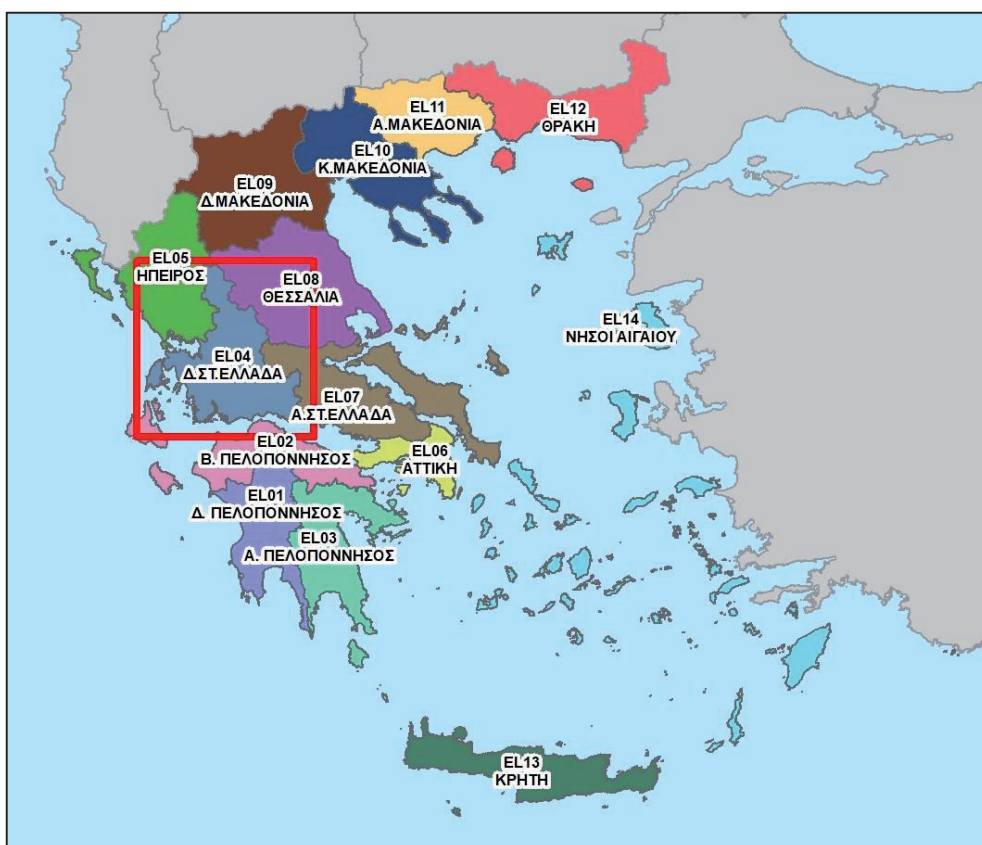 EL11
Α.ΜΑΚΕΔΟΝΙΑ
EL12
ΘΡΑΚΗ
EL10
Κ.ΜΑΚΕΔΟΝΙΑ
EL09
Δ.ΜΑΚΕΔΟΝΙΑ
EL05
ΗΠΕΙΡΟΣ
EL08
ΘΕΣΣΑΛΙΑ
EL14
ΝΗΣΟΙ ΑΙΓΑΙΟΥ
EL04
Δ.ΣΤ.ΕΛΛΑΔΑ
EL07
Α.ΣΤ.ΕΛΛΑΔΑ
EL02
Β. ΠΕΛΟΠΟΝΝΗΣΟΣ
EL06
ΑΤΤΙΚΗ
EL01
Δ. ΠΕΛΟΠΟΝΝΗΣΟΣ
EL03
Α. ΠΕΛΟΠΟΝΝΗΣΟΣ
EL13
ΚΡΗΤΗ